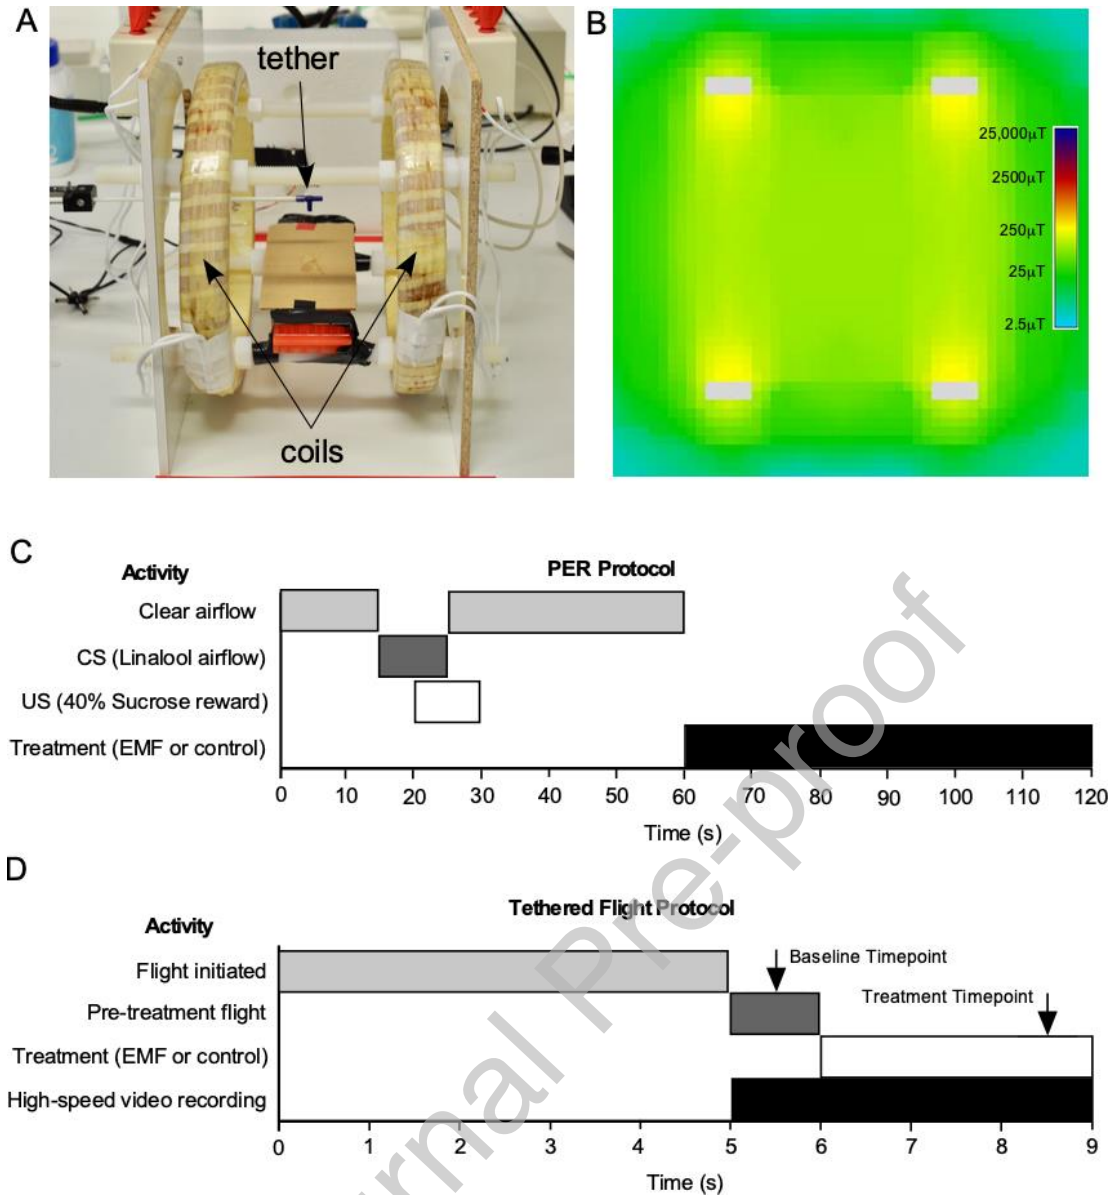 A
tether
coils
B
25,000µT
2500µT
250µT
25µT
2.5µT
C
Activity
PER Protocol
Clear airflow
CS (Linalool airflow)
US (40% Sucrose reward)
Treatment (EMF or control)
0 10 20 30 40 50 60 70 80 90 100 110 120
Time (s)
D
Tethered Flight Protocol
Activity
Flight initiated
Baseline Timepoint
Pre-treatment flight
Treatment Timepoint
Treatment (EMF or control)
High-speed video recording
0 1 2 3 4 5 6 7 8 9
Time (s)
rnal Pre-proof